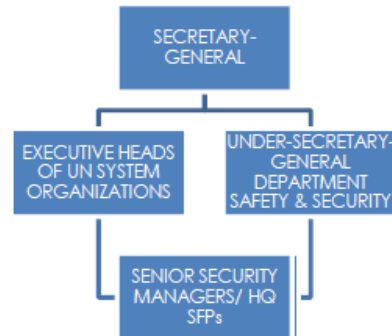 SECRETARY-
GENERAL
EXECUTIVE HEADS
OF UN SYSTEM
ORGANIZATIONS
UNDER-SECRETARY-
GENERAL
DEPARTMENT
SAFETY & SECURITY
SENIOR SECURITY
MANAGERS/ HQ
SFPs